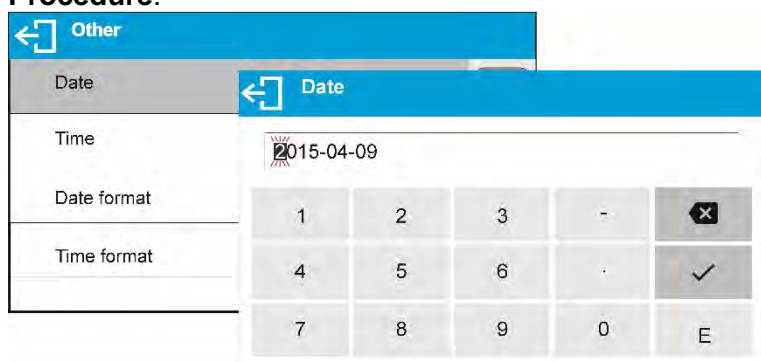 Procedure:
Other
Date
Time
Date format
Time format
Date
2015-04-09
1 2 3 -
4 5 6 .
7 8 9 0 E